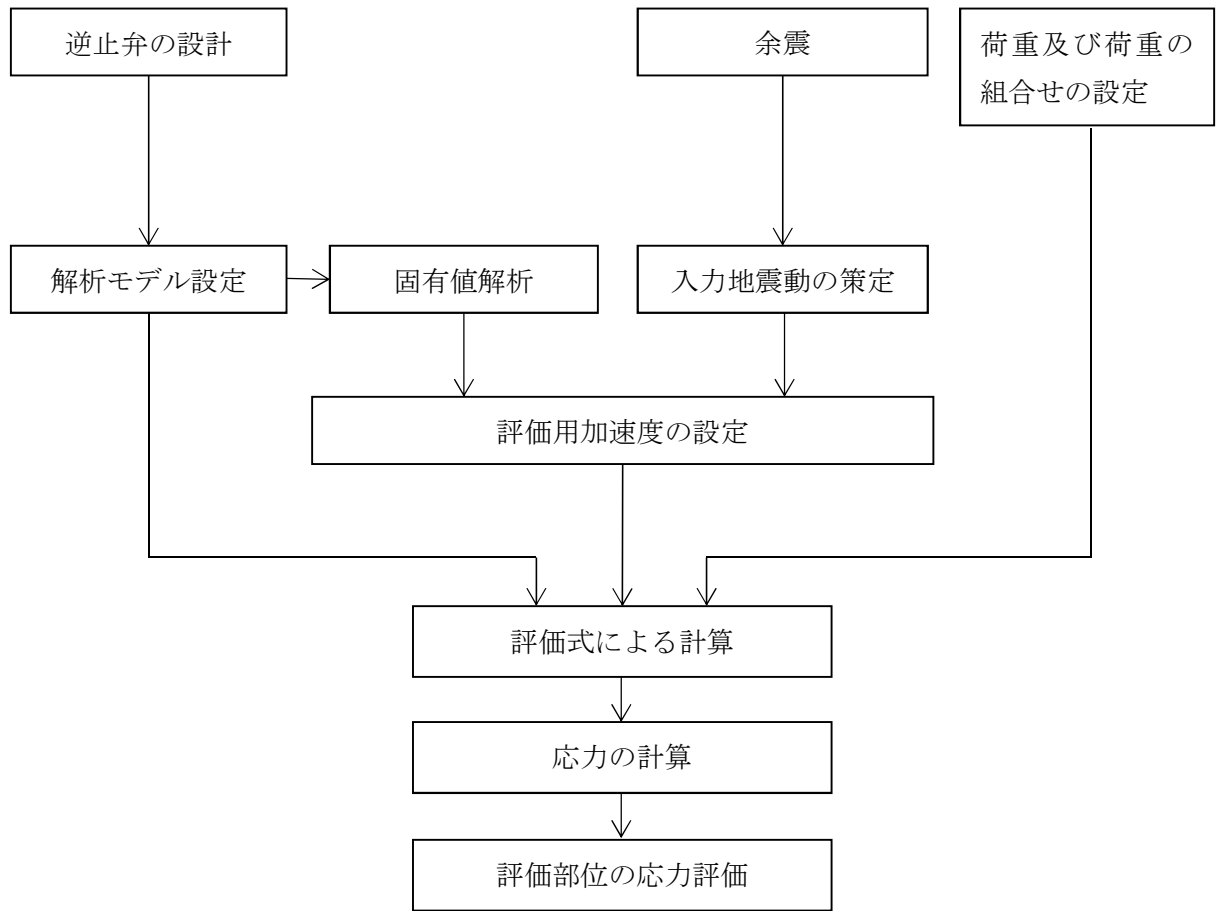 逆止弁の設計
余震
荷重及び荷重の
組合せの設定
解析モデル設定
固有値解析
入力地震動の策定
評価用加速度の設定
評価式による計算
応力の計算
評価部位の応力評価